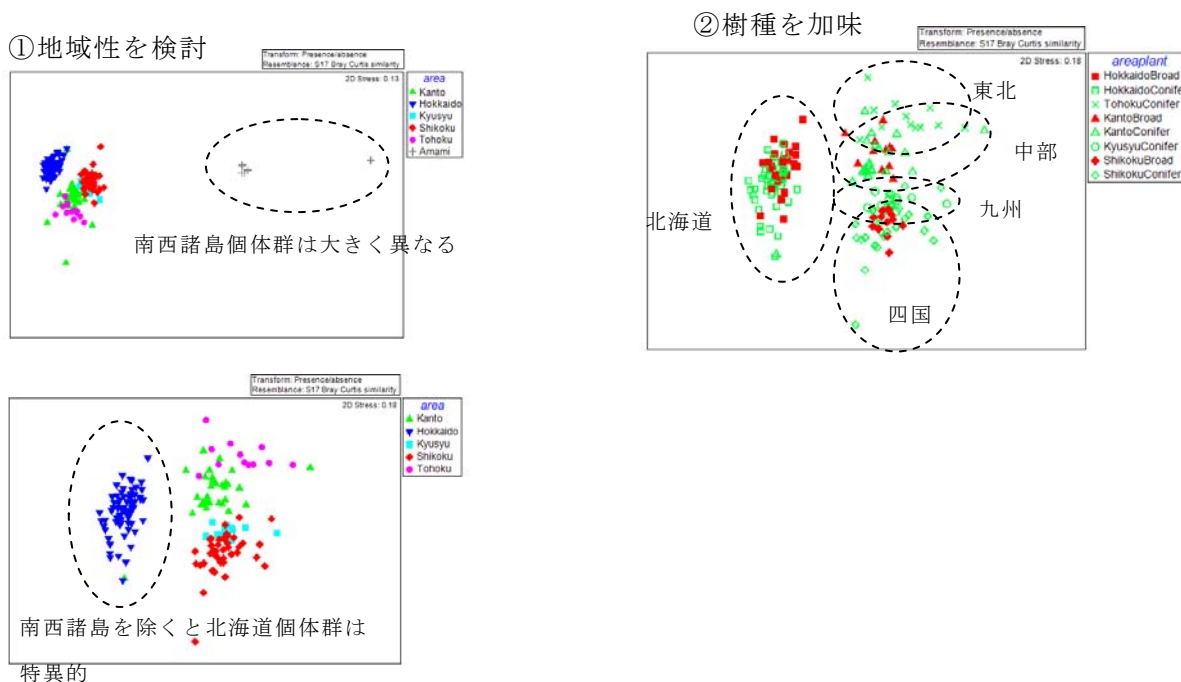 ①地域性を検討
Transform: Presence/absence
Resemblance: S17 Bray Curtis similarity
2D Stress: 0.13
area
Kanto
Hokkaido
Kyusyu
Shikoku
Tohoku
Amami
南西諸島個体群は大きく異なる
Transform: Presence/absence
Resemblance: S17 Bray Curtis similarity
2D Stress: 0.18
area
Kanto
Hokkaido
Kyusyu
Shikoku
Tohoku
南西諸島を除くと北海道個体群は
特異的
②樹種を加味
Transform: Presence/absence
Resemblance: S17 Bray Curtis similarity
2D Stress: 0.18
areaplant
HokkaidoBroad
HokkaidoConifer
TohokuConifer
KantoBroad
KantoConifer
KyusyuConifer
ShikokuBroad
ShikokuConifer
東北
中部
九州
北海道
四国